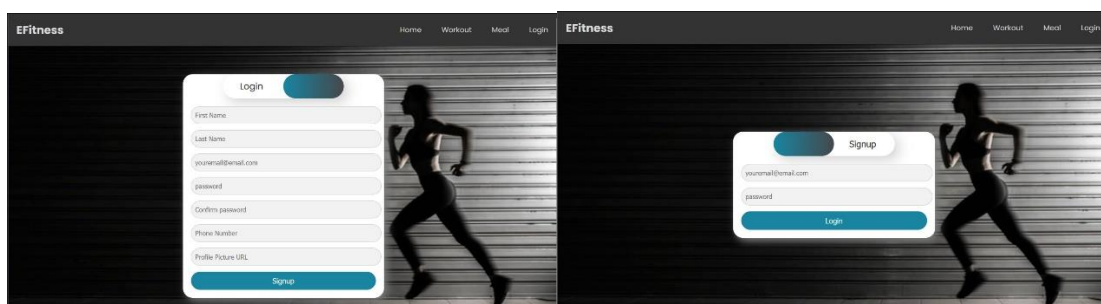 EFitness
Home Workout Meal Login
Login
First Name
Last Name
youremail@email.com
password
Confirm password
Phone Number
Profile Picture URL
Signup
EFitness
Home Workout Meal Login
Signup
youremail@email.com
password
Login